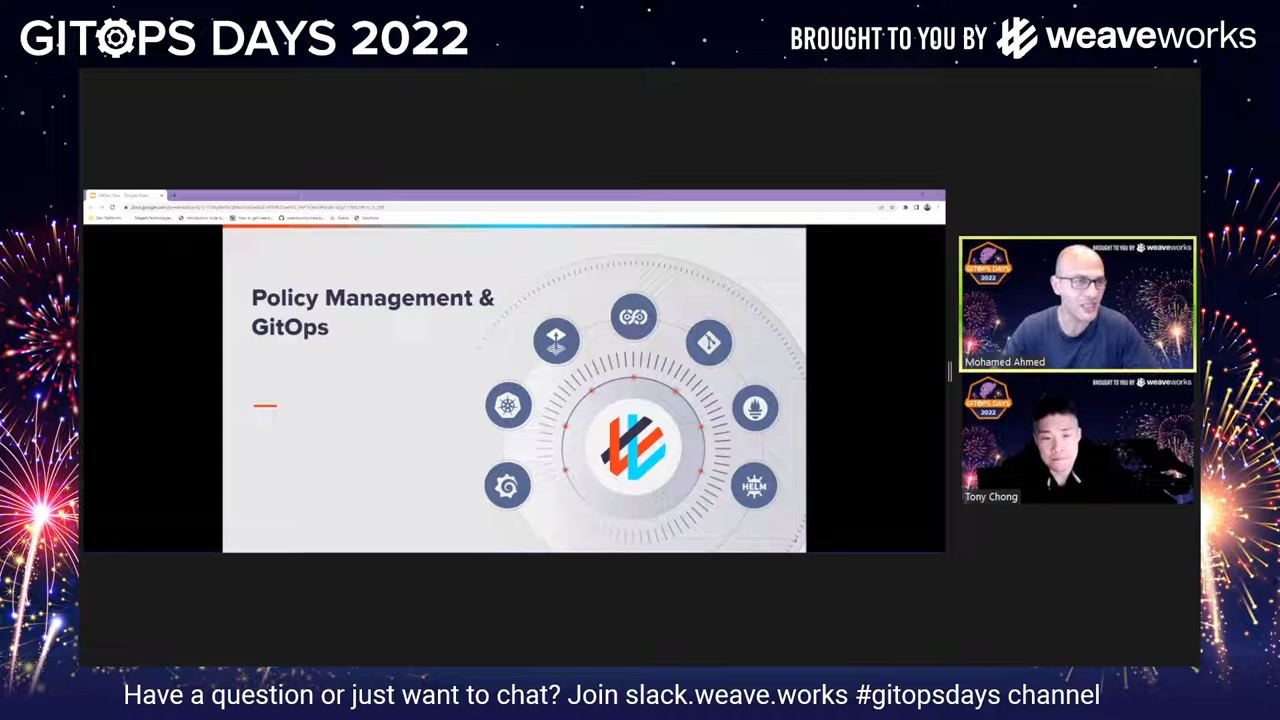 GITOPS DAYS 2022
BROUGHT TO YOU BY weaveworks
Policy Management &
GitOps
HELM
BROUGHT TO YOU BY weaveworks
GITOPS DAYS
2022
Mohamed Ahmed
BROUGHT TO YOU BY weaveworks
GITOPS DAYS
2022
Tony Chong
Have a question or just want to chat? Join slack.weave.works #gitopsdays channel